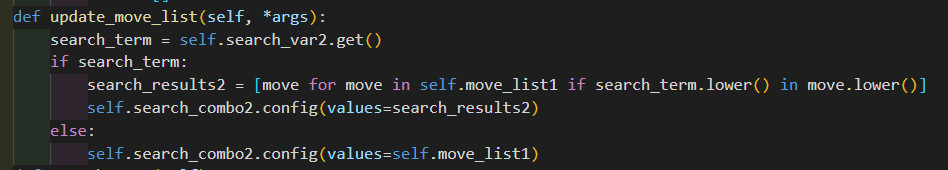 def update_move_list(self, *args):
    search_term = self.search_var2.get()
    if search_term:
        search_results2 = [move for move in self.move_list1 if search_term.lower() in move.lower()]
        self.search_combo2.config(values=search_results2)
    else:
        self.search_combo2.config(values=self.move_list1)